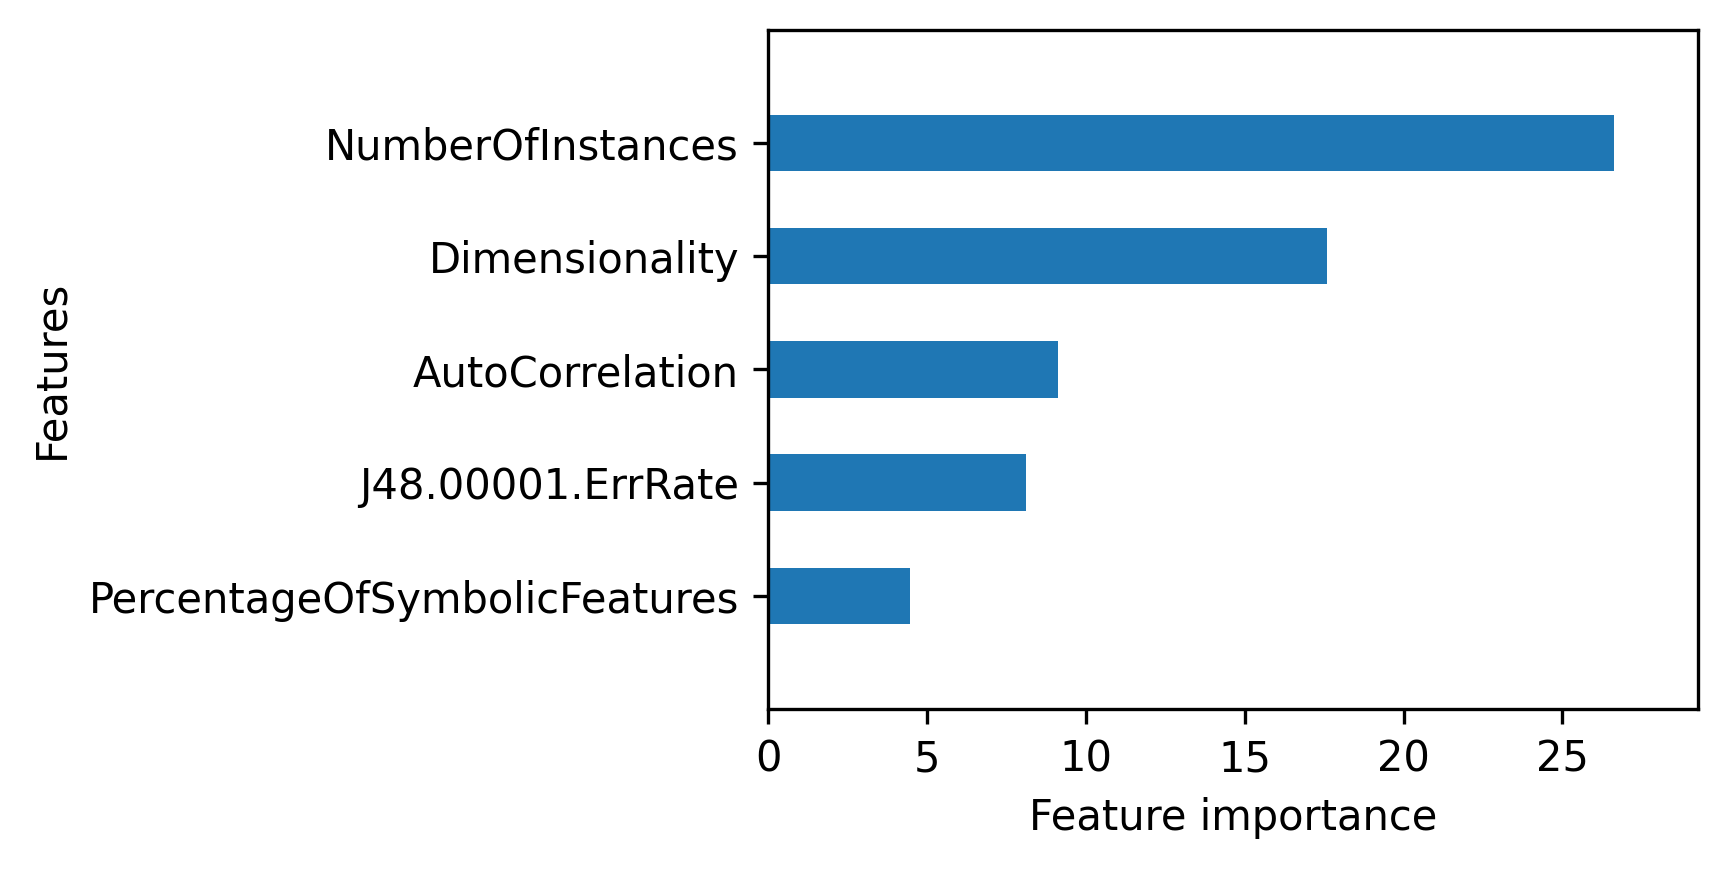 NumberOfInstances
Dimensionality
AutoCorrelation
J48.00001.ErrRate
PercentageOfSymbolicFeatures
Features
0 5 10 15 20 25
Feature importance